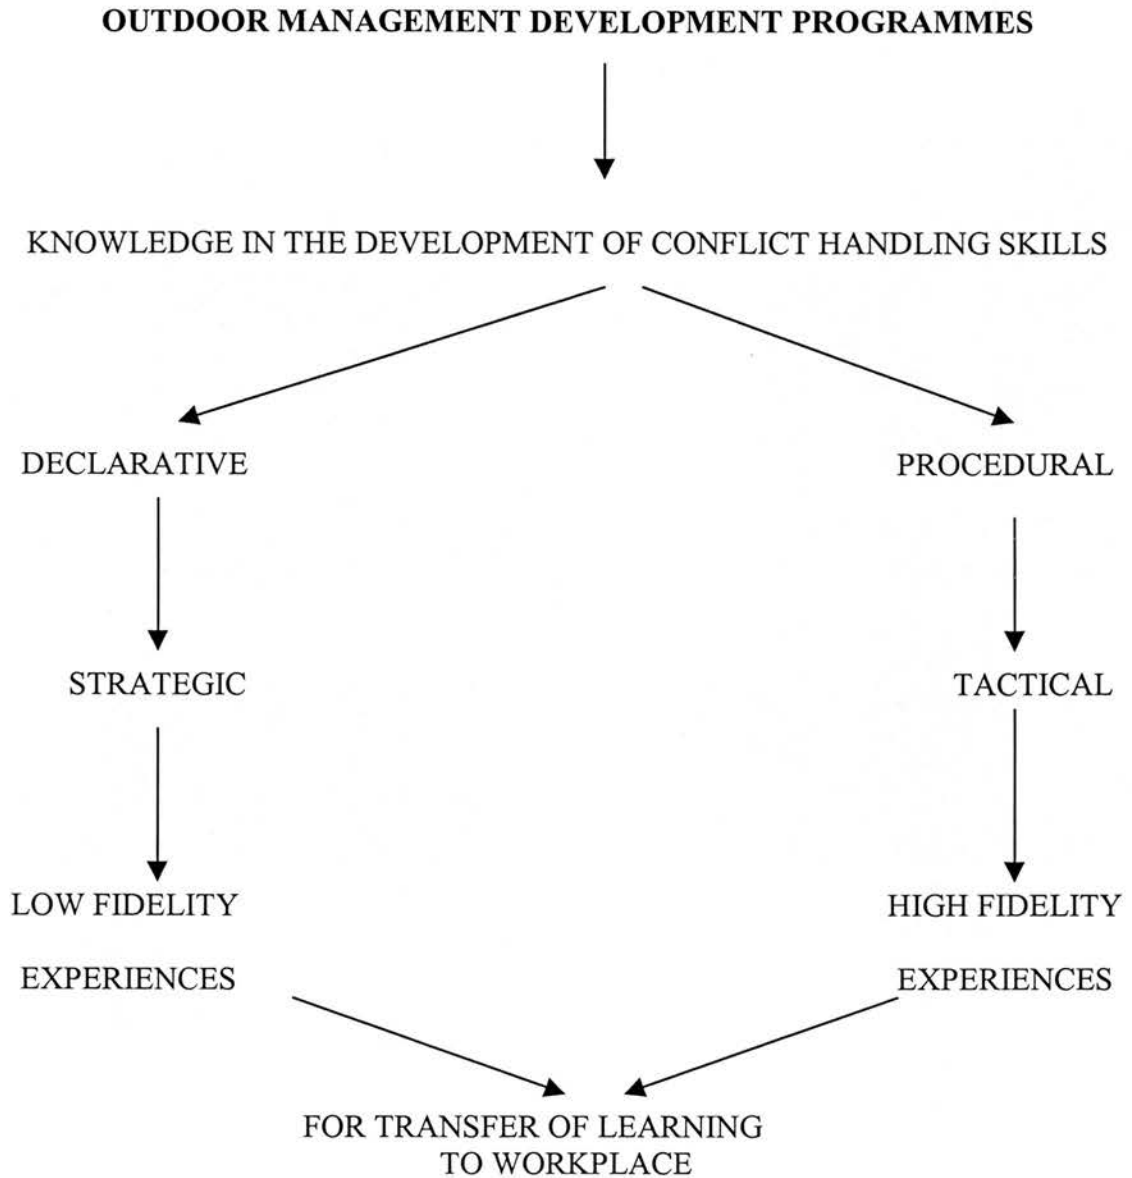 OUTDOOR MANAGEMENT DEVELOPMENT PROGRAMMES
KNOWLEDGE IN THE DEVELOPMENT OF CONFLICT HANDLING SKILLS
DECLARATIVE
PROCEDURAL
STRATEGIC
TACTICAL
LOW FIDELITY
HIGH FIDELITY
EXPERIENCES
EXPERIENCES
FOR TRANSFER OF LEARNING
TO WORKPLACE